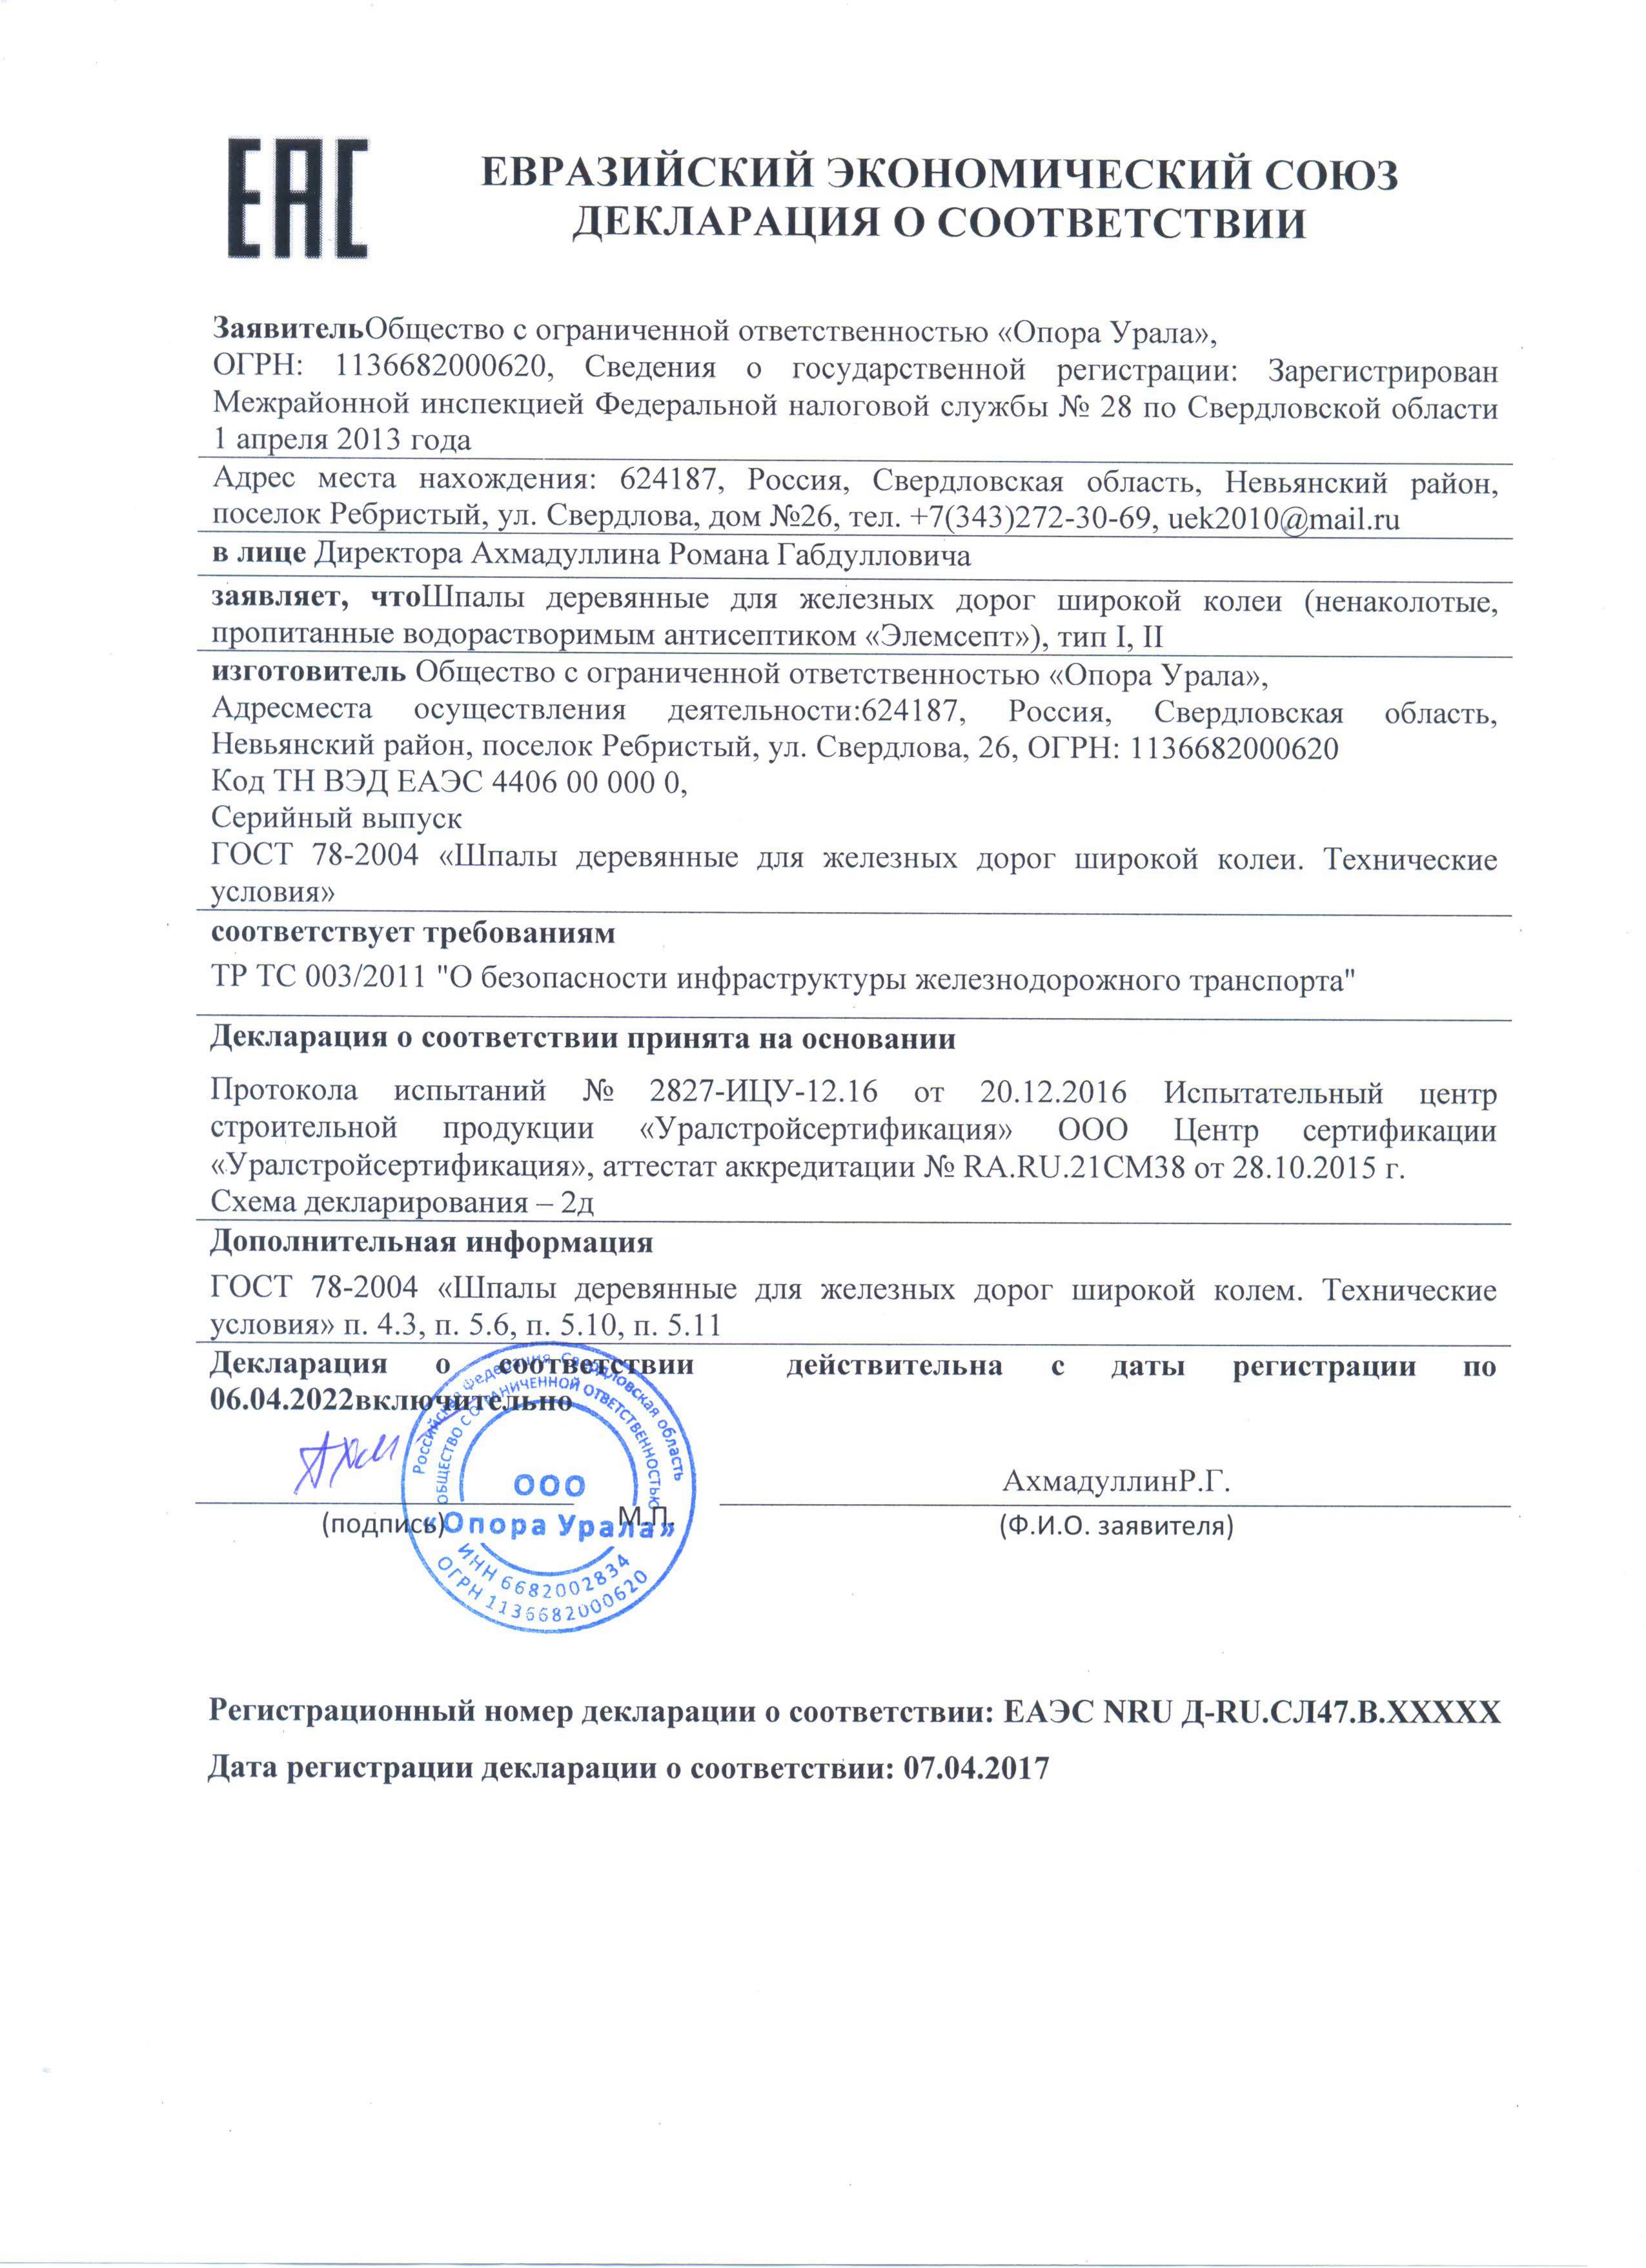 ЕАС
ЕВРАЗИЙСКИЙ ЭКОНОМИЧЕСКИЙ СОЮЗ
ДЕКЛАРАЦИЯ О СООТВЕТСТВИИ
ЗаявительОбщество с ограниченной ответственностью «Опора Урала»,
ОГРН: 1136682000620, Сведения о государственной регистрации: Зарегистрирован
Межрайонной инспекцией Федеральной налоговой службы № 28 по Свердловской области
1 апреля 2013 года
Адрес места нахождения: 624187, Россия, Свердловская область, Невьянский район,
поселок Ребристый, ул. Свердлова, дом №26, тел. +7(343)272-30-69, uek2010@mail.ru
в лице Директора Ахмадуллина Романа Габдулловича
заявляет, чтоШпалы деревянные для железных дорог широкой колеи (ненаколотые,
пропитанные водорастворимым антисептиком «Элемсепт»), тип I, II
изготовитель Общество с ограниченной ответственностью «Опора Урала»,
Адресместа осуществления деятельности:624187, Россия, Свердловская область,
Невьянский район, поселок Ребристый, ул. Свердлова, 26, ОГРН: 1136682000620
Код ТН ВЭД ЕАЭС 4406 00 000 0,
Серийный выпуск
ГОСТ 78-2004 «Шпалы деревянные для железных дорог широкой колеи. Технические
условия»
соответствует требованиям
ТР ТС 003/2011 "О безопасности инфраструктуры железнодорожного транспорта"
Декларация о соответствии принята на основании
Протокола испытаний № 2827-ИЦУ-12.16 от 20.12.2016 Испытательный центр
строительной продукции «Уралстройсертификация» ООО Центр сертификации
«Уралстройсертификация», аттестат аккредитации № RA.RU.21СМ38 от 28.10.2015 г.
Схема декларирования – 2д
Дополнительная информация
ГОСТ 78-2004 «Шпалы деревянные для железных дорог широкой колем. Технические
условия» п. 4.3, п. 5.6, п. 5.10, п. 5.11
Декларация о соответствии действительна с даты регистрации по
06.04.2022включительно
Российская Федерация Свердловская область
ОБЩЕСТВО С ОГРАНИЧЕННОЙ ОТВЕТСТВЕННОСТЬЮ
ООО
«Опора Урала»
ИНН 6682002834
ОГРН 1136682000620
АхмадуллинР.Г.
(подпись) М.П. (Ф.И.О. заявителя)
Регистрационный номер декларации о соответствии: ЕАЭС NRU Д-RU.СЛ47.В.XXXXX
Дата регистрации декларации о соответствии: 07.04.2017